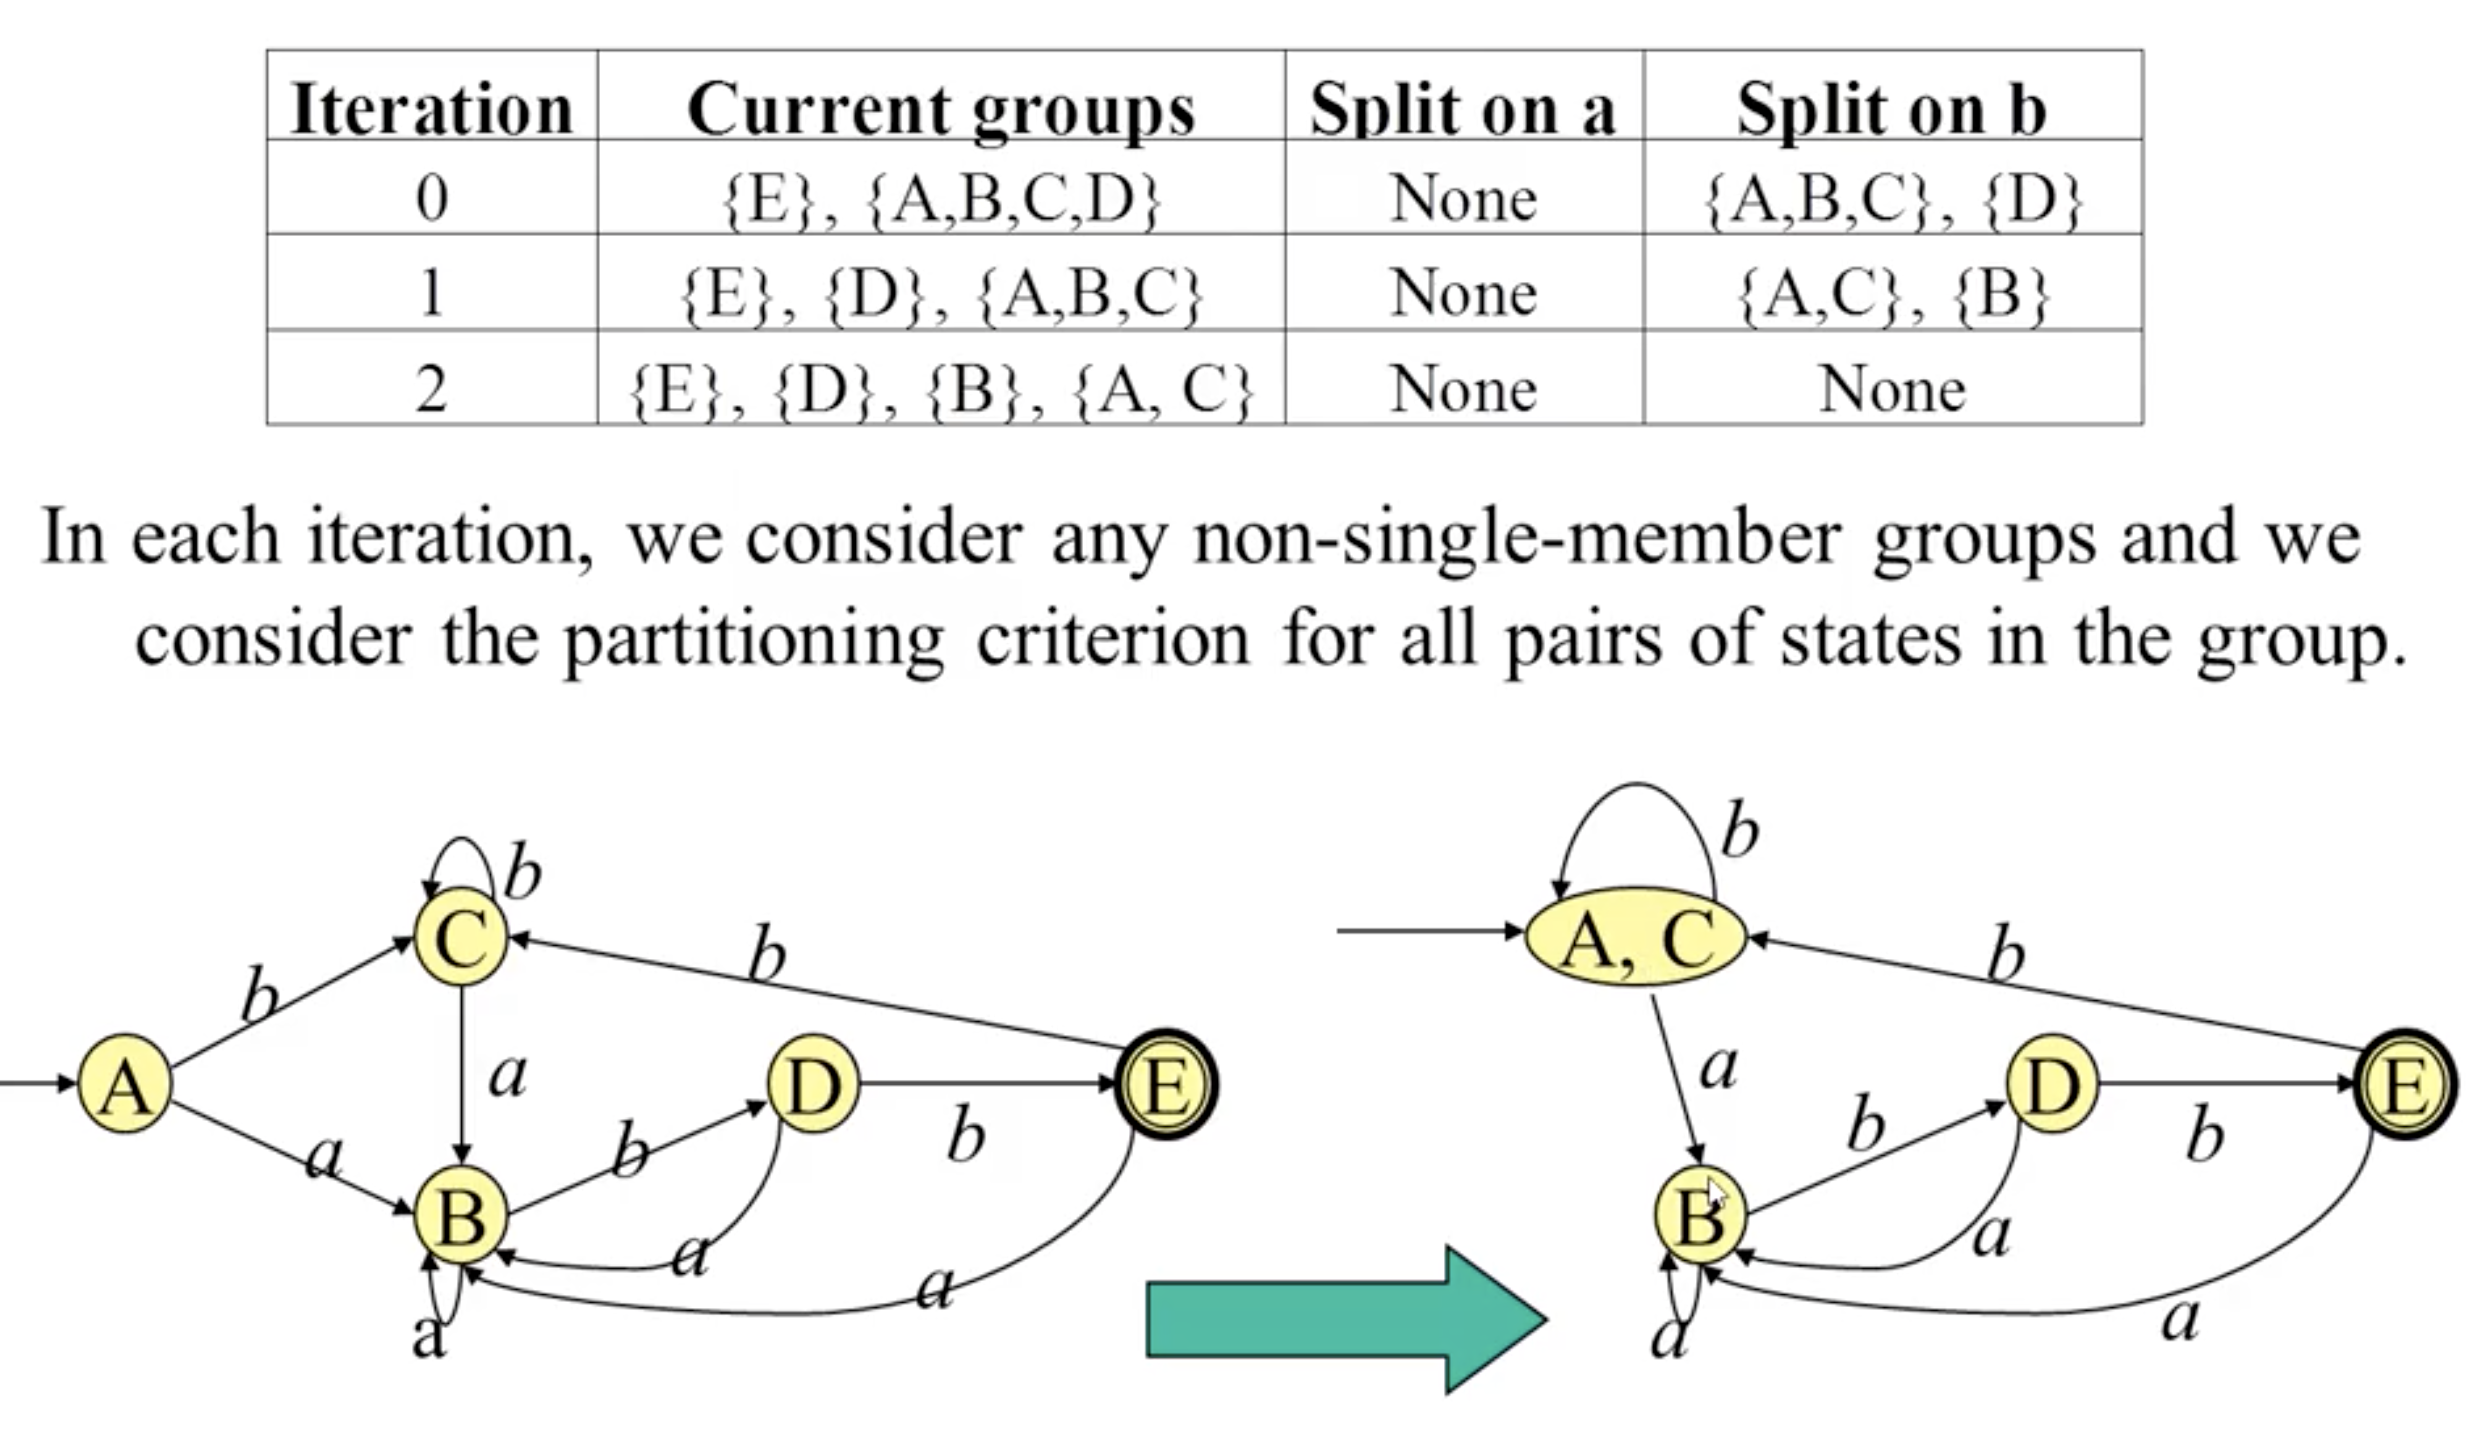 Iteration Current groups Split on a Split on b
0 {E}, {A,B,C,D} None {A,B,C}, {D}
1 {E}, {D}, {A,B,C} None {A,C}, {B}
2 {E}, {D}, {B}, {A, C} None None
In each iteration, we consider any non-single-member groups and we
consider the partitioning criterion for all pairs of states in the group.
b
C
b
b
A
a
D
E
a
b
b
B
a
a
a
b
A, C
b
a
D
E
b
b
B
a
a
a